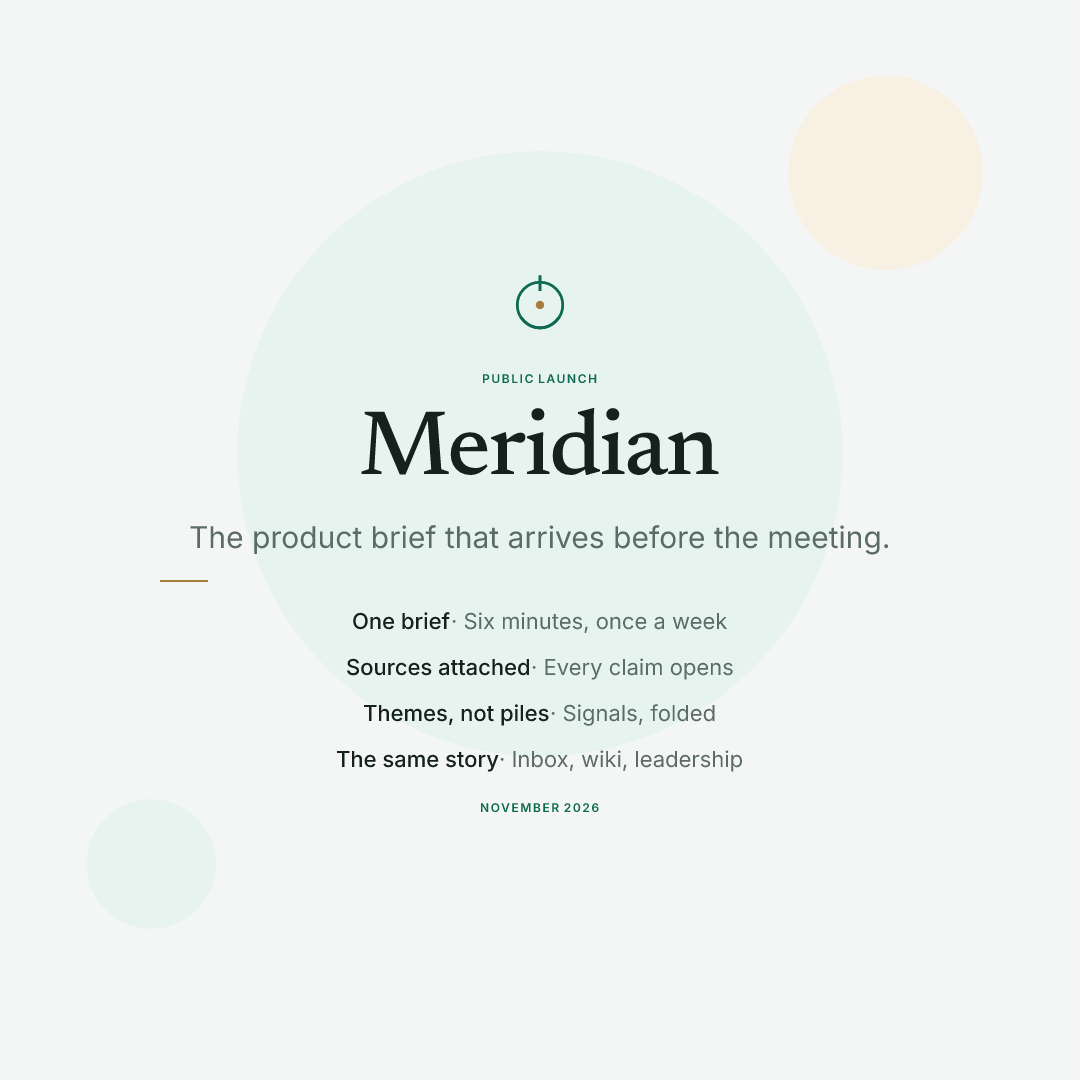 PUBLIC LAUNCH
Meridian
The product brief that arrives before the meeting.
One brief· Six minutes, once a week
Sources attached· Every claim opens
Themes, not piles· Signals, folded
The same story· Inbox, wiki, leadership
NOVEMBER 2026